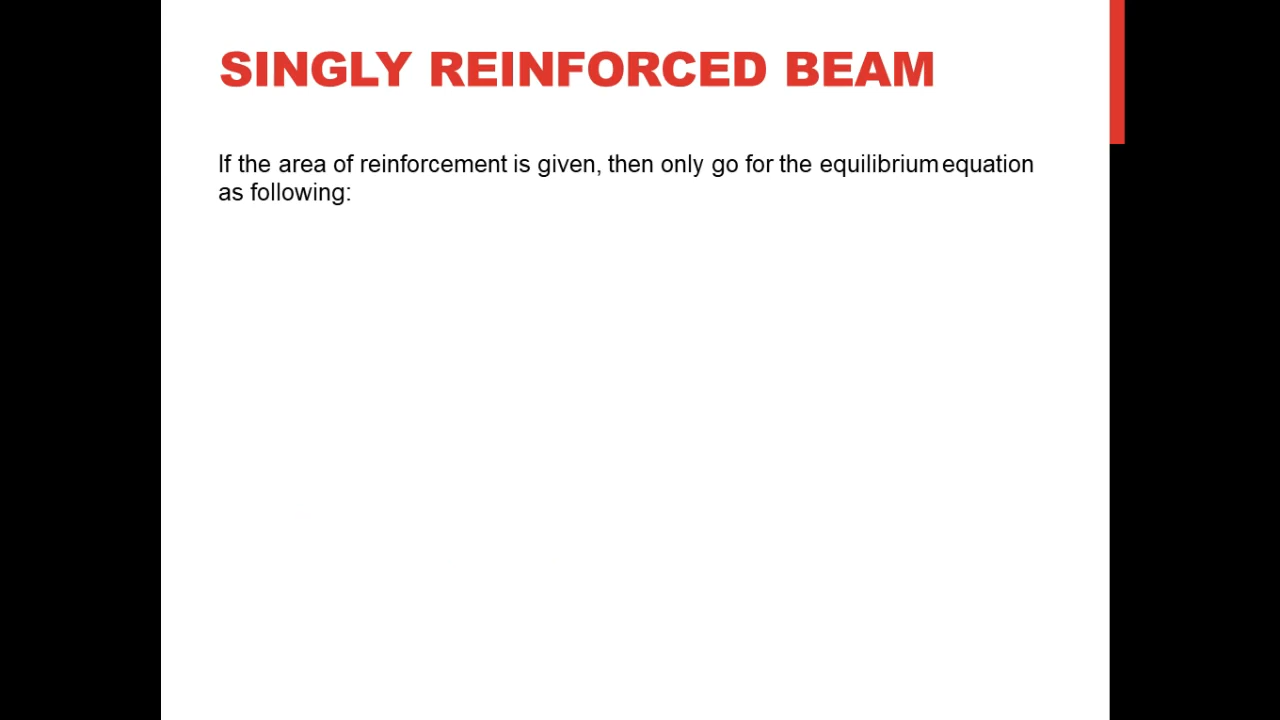 SINGLY REINFORCED BEAM
If the area of reinforcement is given, then only go for the equilibrium equation
as following: